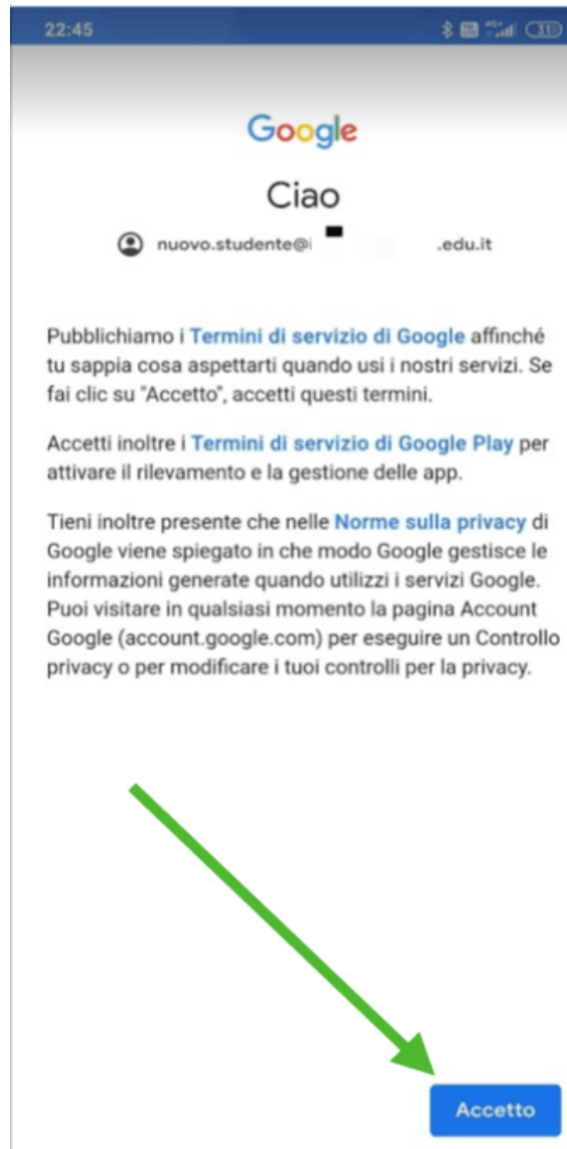 22:45
31
Google
Ciao
nuovo.studente@i .edu.it
Pubblichiamo i Termini di servizio di Google affinché
tu sappia cosa aspettarti quando usi i nostri servizi. Se
fai clic su "Accetto", accetti questi termini.
Accetti inoltre i Termini di servizio di Google Play per
attivare il rilevamento e la gestione delle app.
Tieni inoltre presente che nelle Norme sulla privacy di
Google viene spiegato in che modo Google gestisce le
informazioni generate quando utilizzi i servizi Google.
Puoi visitare in qualsiasi momento la pagina Account
Google (account.google.com) per eseguire un Controllo
privacy o per modificare i tuoi controlli per la privacy.
Accetto